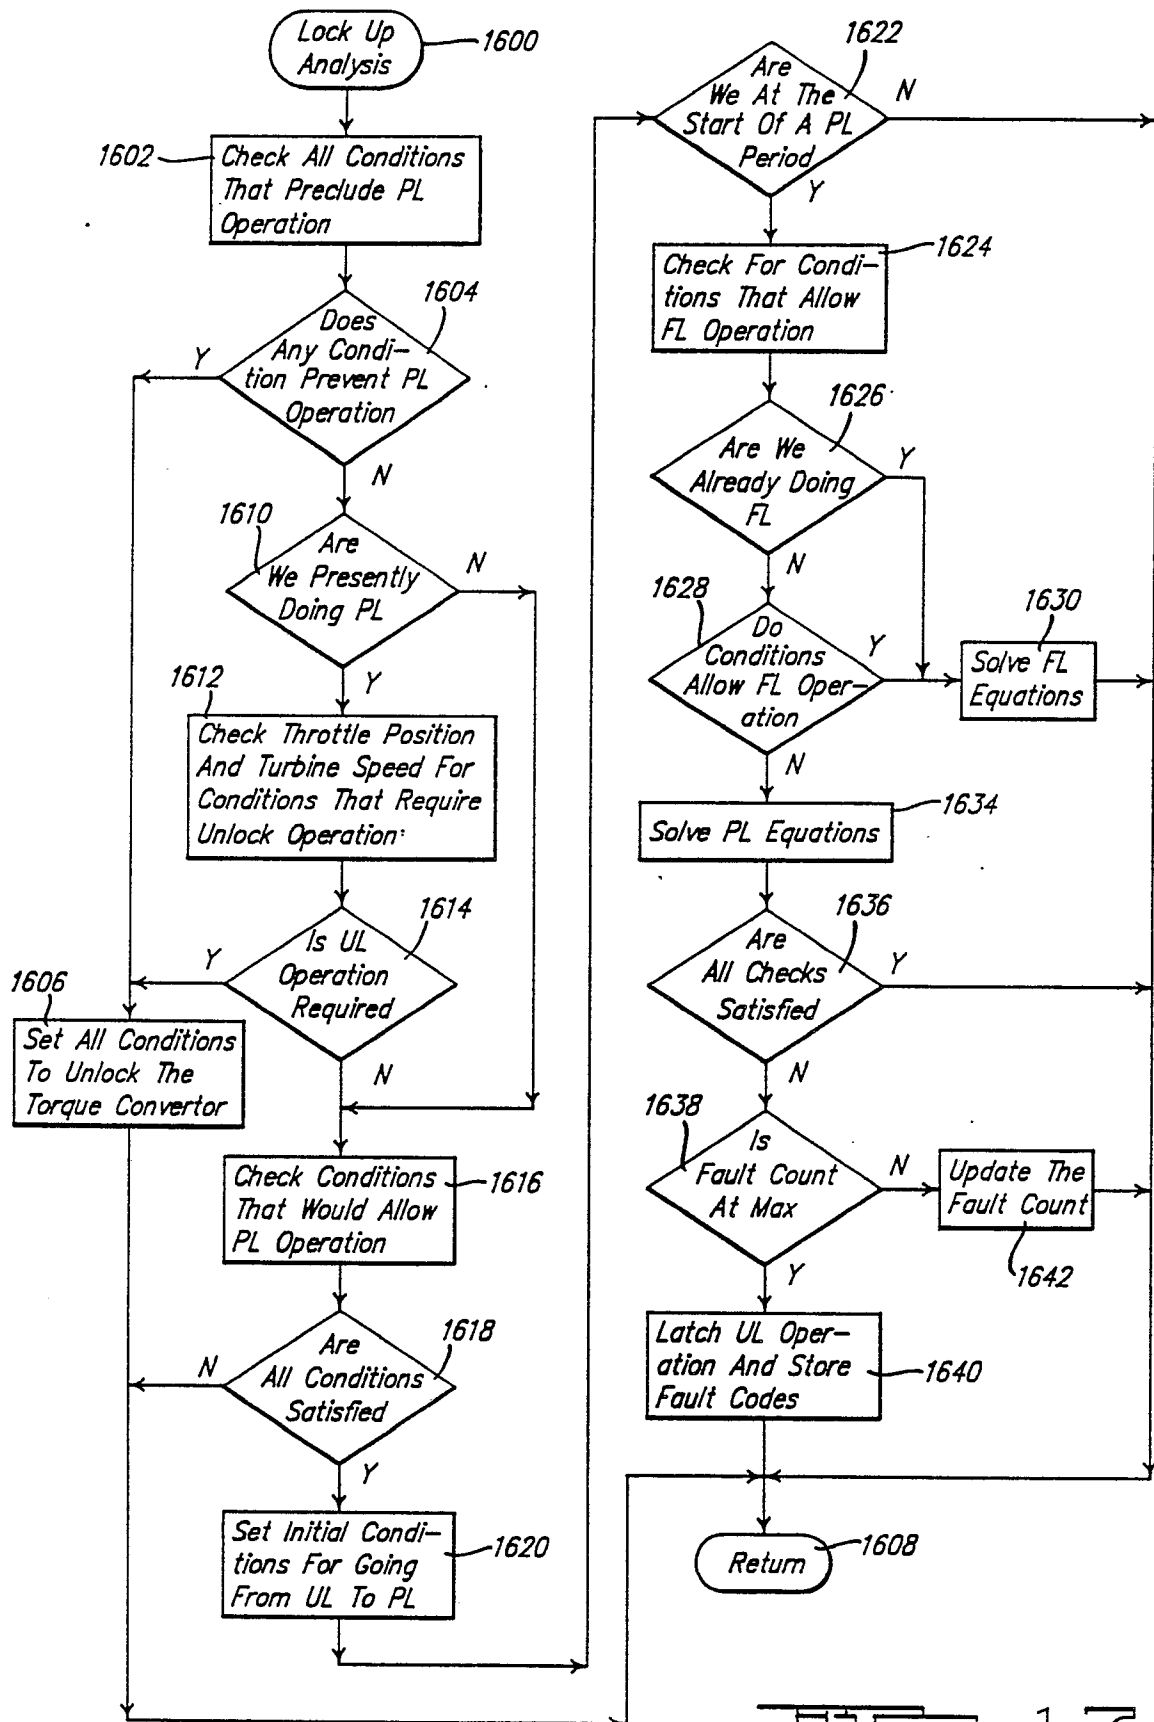 Lock Up
Analysis
1600
1602
Check All Conditions
That Preclude PL
Operation
1604
Does
Any Condi-
tion Prevent PL
Operation
Y
N
1610
Are
We Presently
Doing PL
N
Y
1612
Check Throttle Position
And Turbine Speed For
Conditions That Require
Unlock Operation:
1614
Is UL
Operation
Required
Y
N
1606
Set All Conditions
To Unlock The
Torque Convertor
Check Conditions
That Would Allow
PL Operation
1616
1618
Are
All Conditions
Satisfied
N
Y
Set Initial Condi-
tions For Going
From UL To PL
1620
1622
Are
We At The
Start Of A PL
Period
N
Y
1624
Check For Condi-
tions That Allow
FL Operation
1626
Are We
Already Doing
FL
Y
N
1628
Do
Conditions
Allow FL Oper-
ation
Y
N
1630
Solve FL
Equations
1634
Solve PL Equations
1636
Are
All Checks
Satisfied
Y
N
1638
Is
Fault Count
At Max
N
Y
Update The
Fault Count
1642
Latch UL Oper-
ation And Store
Fault Codes
1640
Return
1608